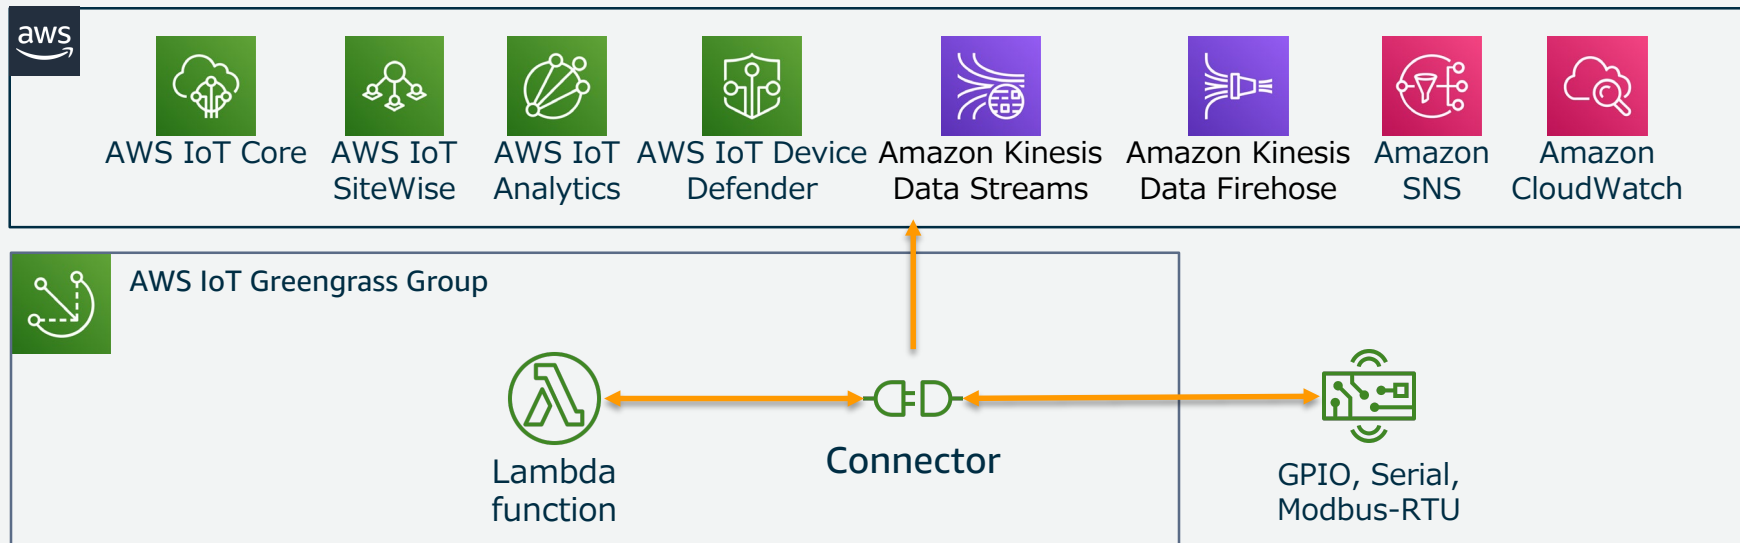 aws
AWS IoT Core
AWS IoT
SiteWise
AWS IoT
Analytics
AWS IoT Device
Defender
Amazon Kinesis
Data Streams
Amazon Kinesis
Data Firehose
Amazon
SNS
Amazon
CloudWatch
AWS IoT Greengrass Group
Lambda
function
Connector
GPIO, Serial,
Modbus-RTU